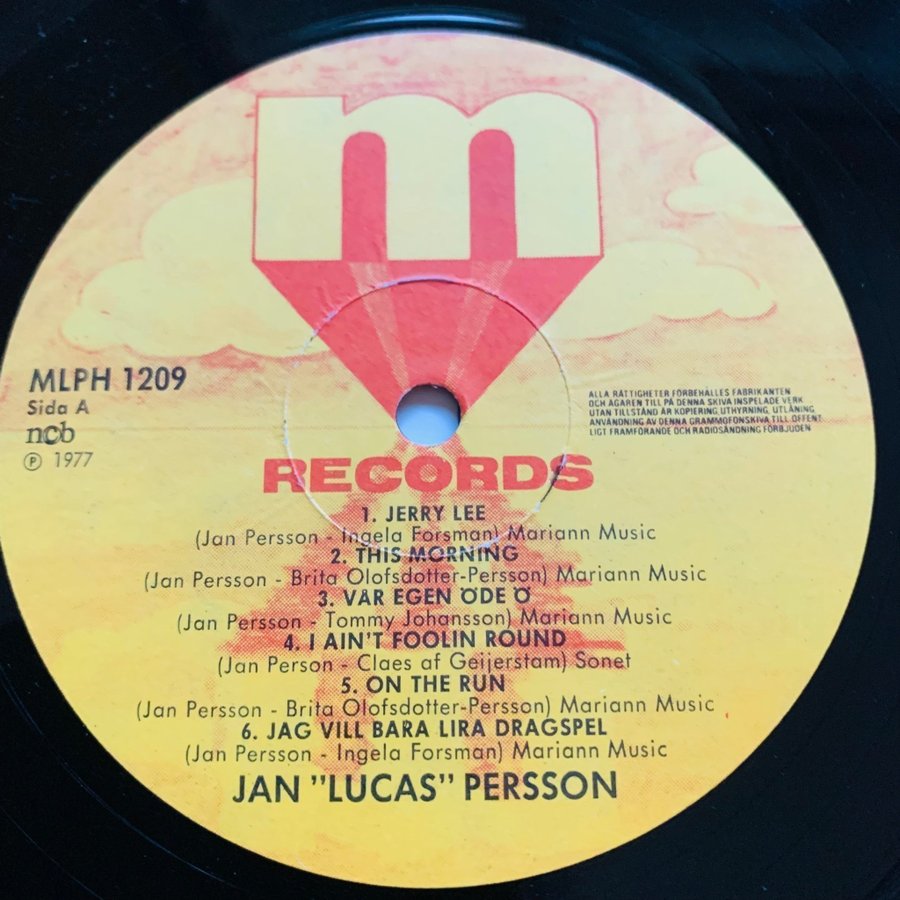 m
MLPH 1209
Sida A
ncb
Ⓟ 1977
ALLA RÄTTIGHETER FÖRBEHÅLLES FABRIKANTEN
OCH ÄGAREN TILL PÅ DENNA SKIVA INSPELADE VERK
UTAN TILLSTÅND ÄR KOPIERING, UTHYRNING, UTLÅNING
ANVÄNDNING AV DENNA GRAMMOFONSKIVA TILL OFFENT
LIGT FRAMFÖRANDE OCH RADIOSÄNDNING FÖRBJUDEN
RECORDS
1. JERRY LEE
(Jan Persson - Ingela Forsman) Mariann Music
2. THIS MORNING
(Jan Persson - Brita Olofsdotter-Persson) Mariann Music
3. VÅR EGEN ÖDE Ö
(Jan Persson - Tommy Johansson) Mariann Music
4. I AIN'T FOOLIN ROUND
(Jan Person - Claes af Geijerstam) Sonet
5. ON THE RUN
(Jan Persson - Brita Olofsdotter-Persson) Mariann Music
6. JAG VILL BARA LIRA DRAGSPEL
(Jan Persson - Ingela Forsman) Mariann Music
JAN "LUCAS" PERSSON